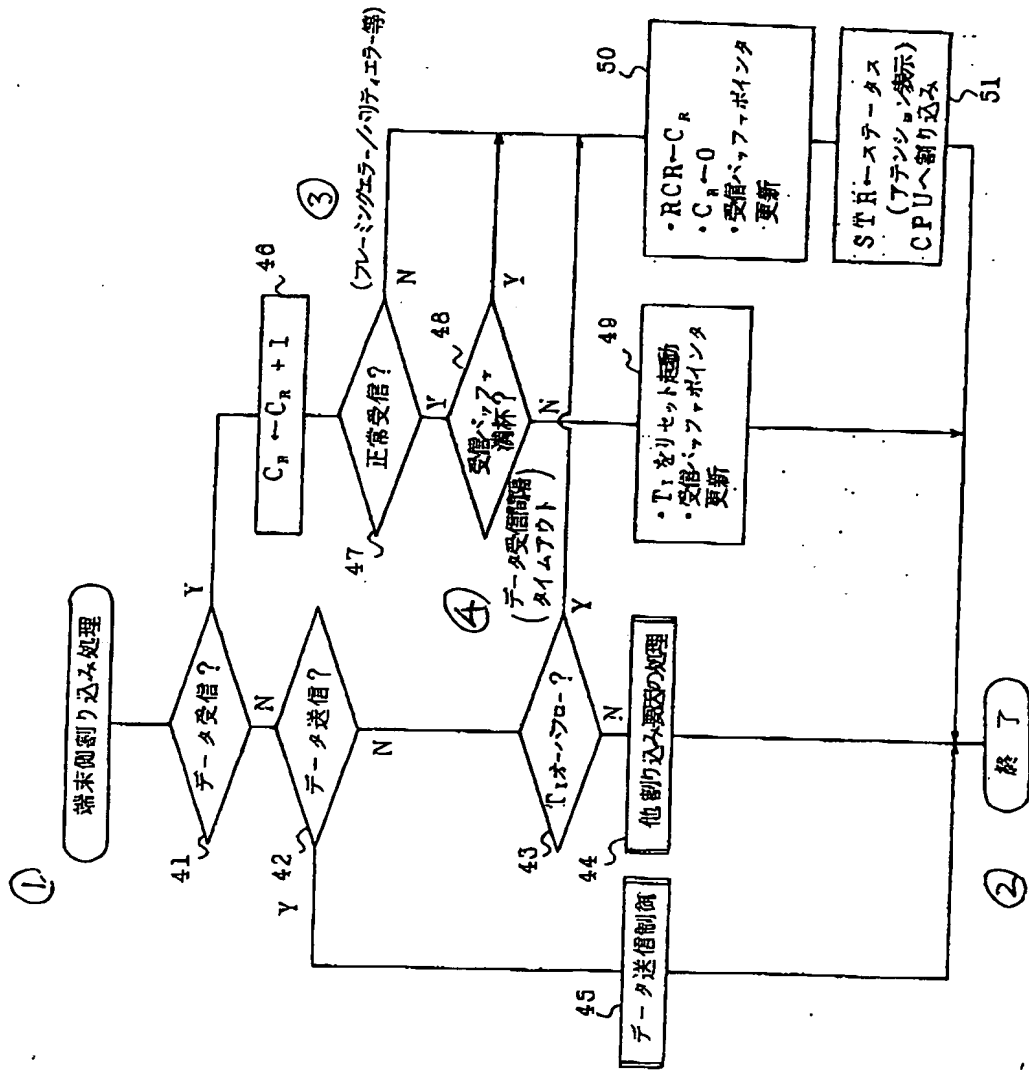 ①
端末側割り込み処理
41
データ受信?
Y
N
42
データ送信?
Y
N
46
C_R←C_R+1
③
(フレーミングエラー/パリティエラー等)
47
正常受信?
N
Y
48
受信バッファ
満杯?
Y
N
④
(データ受信間隔
タイムアウト)
43
T_Iオーバフロー?
Y
N
44
他割り込み要因の処理
45
データ送信制御
49
・T_Iをリセット起動
・受信バッファポインタ
更新
50
・RCR←C_R
・C_R←0
・受信バッファポインタ
更新
STR←ステータス
(アテンション表示)
CPUへ割り込み
51
②
終了